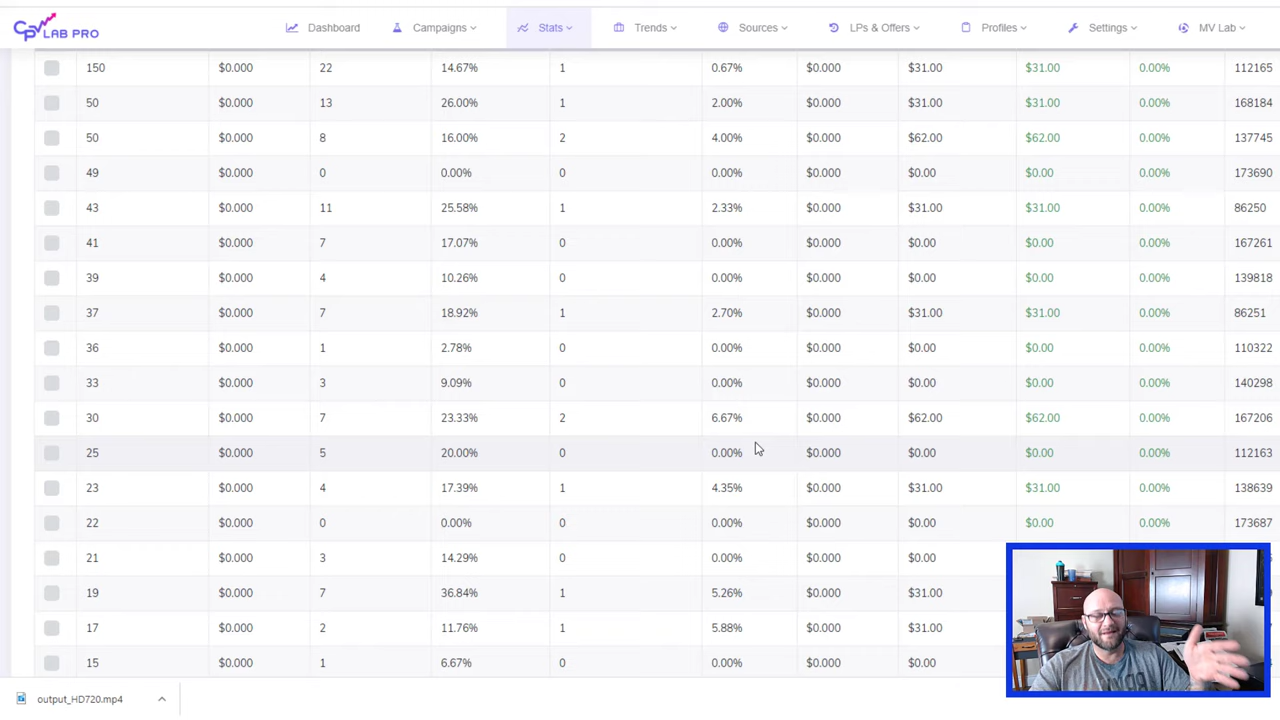 CPV LAB PRO Dashboard Campaigns Stats Trends Sources LPs & Offers Profiles Settings MV Lab
150 $0.000 22 14.67% 1 0.67% $0.000 $31.00 $31.00 0.00% 112165
50 $0.000 13 26.00% 1 2.00% $0.000 $31.00 $31.00 0.00% 168184
50 $0.000 8 16.00% 2 4.00% $0.000 $62.00 $62.00 0.00% 137745
49 $0.000 0 0.00% 0 0.00% $0.000 $0.00 $0.00 0.00% 173690
43 $0.000 11 25.58% 1 2.33% $0.000 $31.00 $31.00 0.00% 86250
41 $0.000 7 17.07% 0 0.00% $0.000 $0.00 $0.00 0.00% 167261
39 $0.000 4 10.26% 0 0.00% $0.000 $0.00 $0.00 0.00% 139818
37 $0.000 7 18.92% 1 2.70% $0.000 $31.00 $31.00 0.00% 86251
36 $0.000 1 2.78% 0 0.00% $0.000 $0.00 $0.00 0.00% 110322
33 $0.000 3 9.09% 0 0.00% $0.000 $0.00 $0.00 0.00% 140298
30 $0.000 7 23.33% 2 6.67% $0.000 $62.00 $62.00 0.00% 167206
25 $0.000 5 20.00% 0 0.00% $0.000 $0.00 $0.00 0.00% 112163
23 $0.000 4 17.39% 1 4.35% $0.000 $31.00 $31.00 0.00% 138639
22 $0.000 0 0.00% 0 0.00% $0.000 $0.00 $0.00 0.00% 173687
21 $0.000 3 14.29% 0 0.00% $0.000 $0.00
19 $0.000 7 36.84% 1 5.26% $0.000 $31.00
17 $0.000 2 11.76% 1 5.88% $0.000 $31.00
15 $0.000 1 6.67% 0 0.00% $0.000 $0.00
output_HD720.mp4